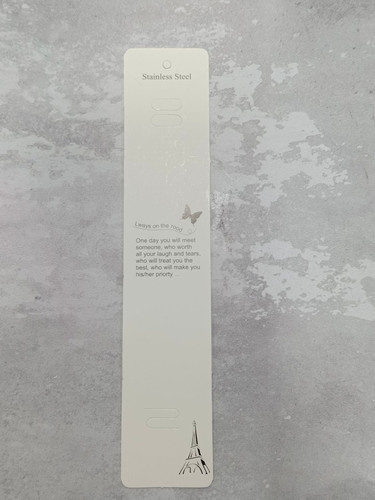 Stainless Steel
Leave on the
One day you will meet
someone, who worth
all your laugh and tears,
who will treat you the
best, who will make you
his/her priorty ...